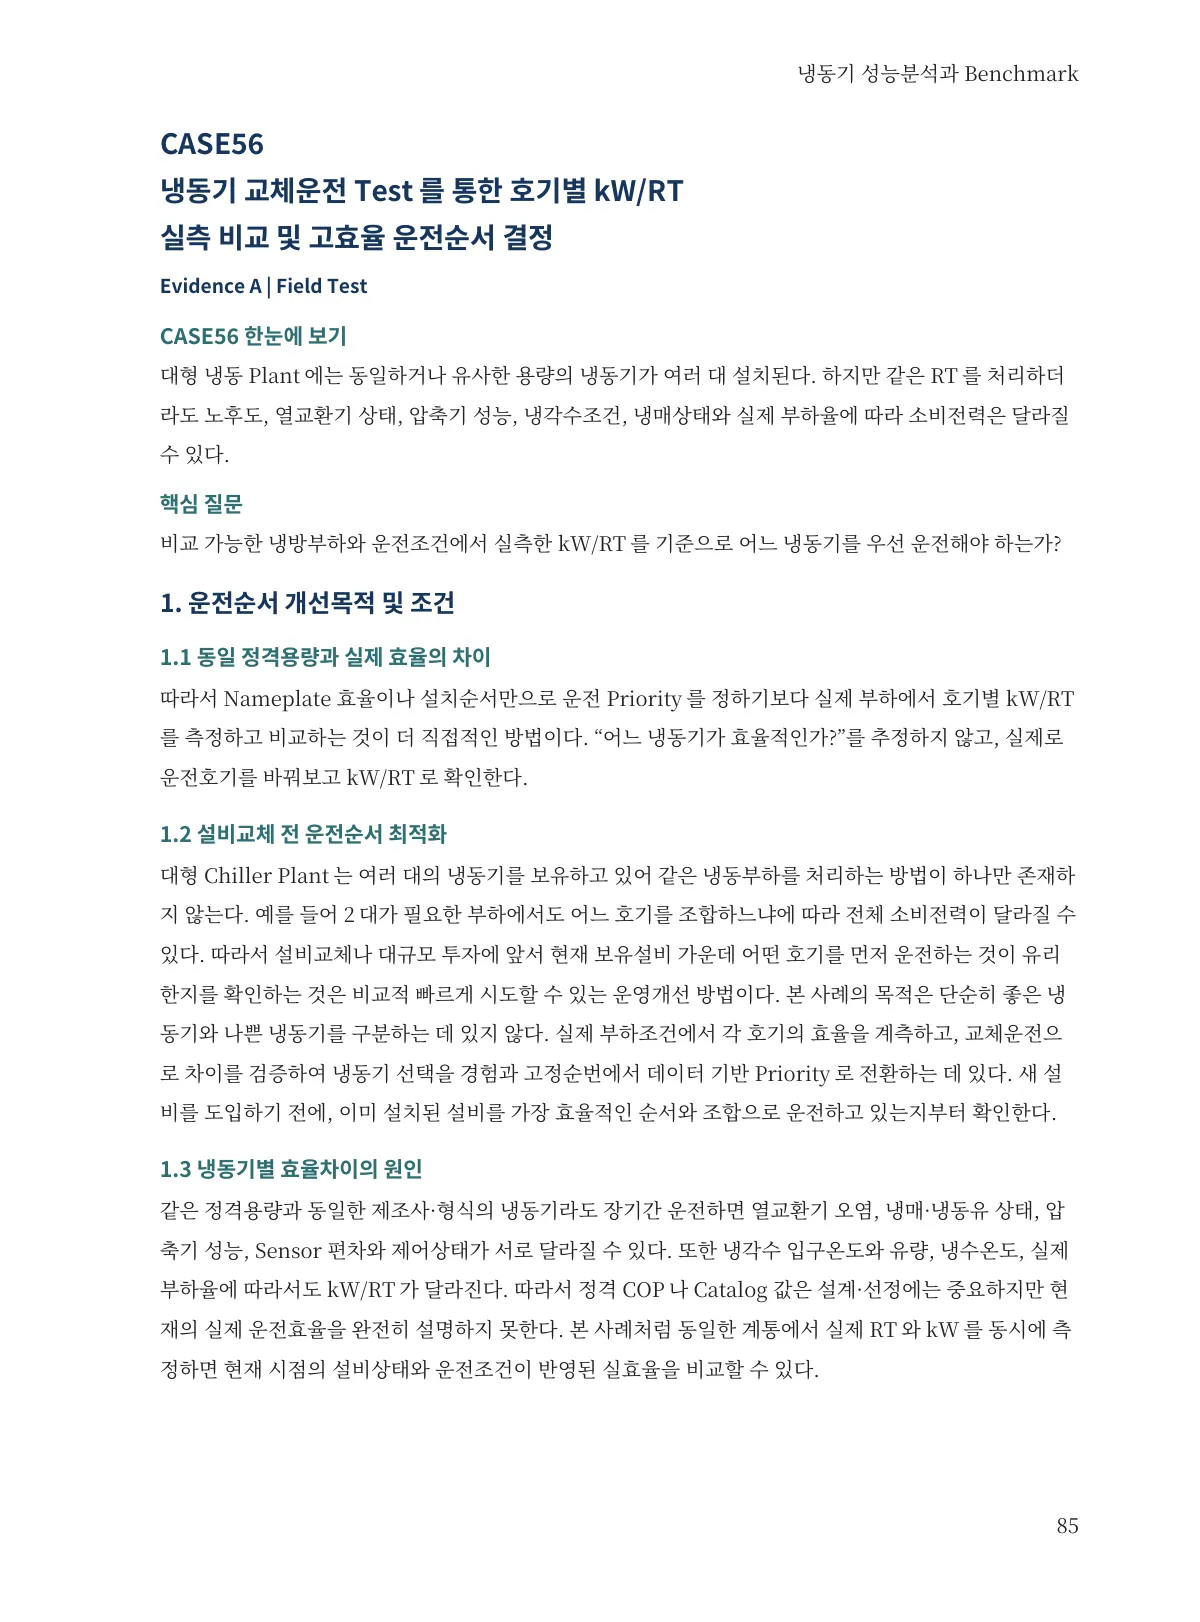 냉동기 성능분석과 Benchmark
CASE56
냉동기 교체운전 Test 를 통한 호기별 kW/RT
실측 비교 및 고효율 운전순서 결정
Evidence A | Field Test
CASE56 한눈에 보기
대형 냉동 Plant 에는 동일하거나 유사한 용량의 냉동기가 여러 대 설치된다. 하지만 같은 RT 를 처리하더
라도 노후도, 열교환기 상태, 압축기 성능, 냉각수조건, 냉매상태와 실제 부하율에 따라 소비전력은 달라질
수 있다.
핵심 질문
비교 가능한 냉방부하와 운전조건에서 실측한 kW/RT 를 기준으로 어느 냉동기를 우선 운전해야 하는가?
1. 운전순서 개선목적 및 조건
1.1 동일 정격용량과 실제 효율의 차이
따라서 Nameplate 효율이나 설치순서만으로 운전 Priority 를 정하기보다 실제 부하에서 호기별 kW/RT
를 측정하고 비교하는 것이 더 직접적인 방법이다. “어느 냉동기가 효율적인가?”를 추정하지 않고, 실제로
운전호기를 바꿔보고 kW/RT 로 확인한다.
1.2 설비교체 전 운전순서 최적화
대형 Chiller Plant 는 여러 대의 냉동기를 보유하고 있어 같은 냉동부하를 처리하는 방법이 하나만 존재하
지 않는다. 예를 들어 2 대가 필요한 부하에서도 어느 호기를 조합하느냐에 따라 전체 소비전력이 달라질 수
있다. 따라서 설비교체나 대규모 투자에 앞서 현재 보유설비 가운데 어떤 호기를 먼저 운전하는 것이 유리
한지를 확인하는 것은 비교적 빠르게 시도할 수 있는 운영개선 방법이다. 본 사례의 목적은 단순히 좋은 냉
동기와 나쁜 냉동기를 구분하는 데 있지 않다. 실제 부하조건에서 각 호기의 효율을 계측하고, 교체운전으
로 차이를 검증하여 냉동기 선택을 경험과 고정순번에서 데이터 기반 Priority 로 전환하는 데 있다. 새 설
비를 도입하기 전에, 이미 설치된 설비를 가장 효율적인 순서와 조합으로 운전하고 있는지부터 확인한다.
1.3 냉동기별 효율차이의 원인
같은 정격용량과 동일한 제조사·형식의 냉동기라도 장기간 운전하면 열교환기 오염, 냉매·냉동유 상태, 압
축기 성능, Sensor 편차와 제어상태가 서로 달라질 수 있다. 또한 냉각수 입구온도와 유량, 냉수온도, 실제
부하율에 따라서도 kW/RT 가 달라진다. 따라서 정격 COP 나 Catalog 값은 설계·선정에는 중요하지만 현
재의 실제 운전효율을 완전히 설명하지 못한다. 본 사례처럼 동일한 계통에서 실제 RT 와 kW 를 동시에 측
정하면 현재 시점의 설비상태와 운전조건이 반영된 실효율을 비교할 수 있다.
85